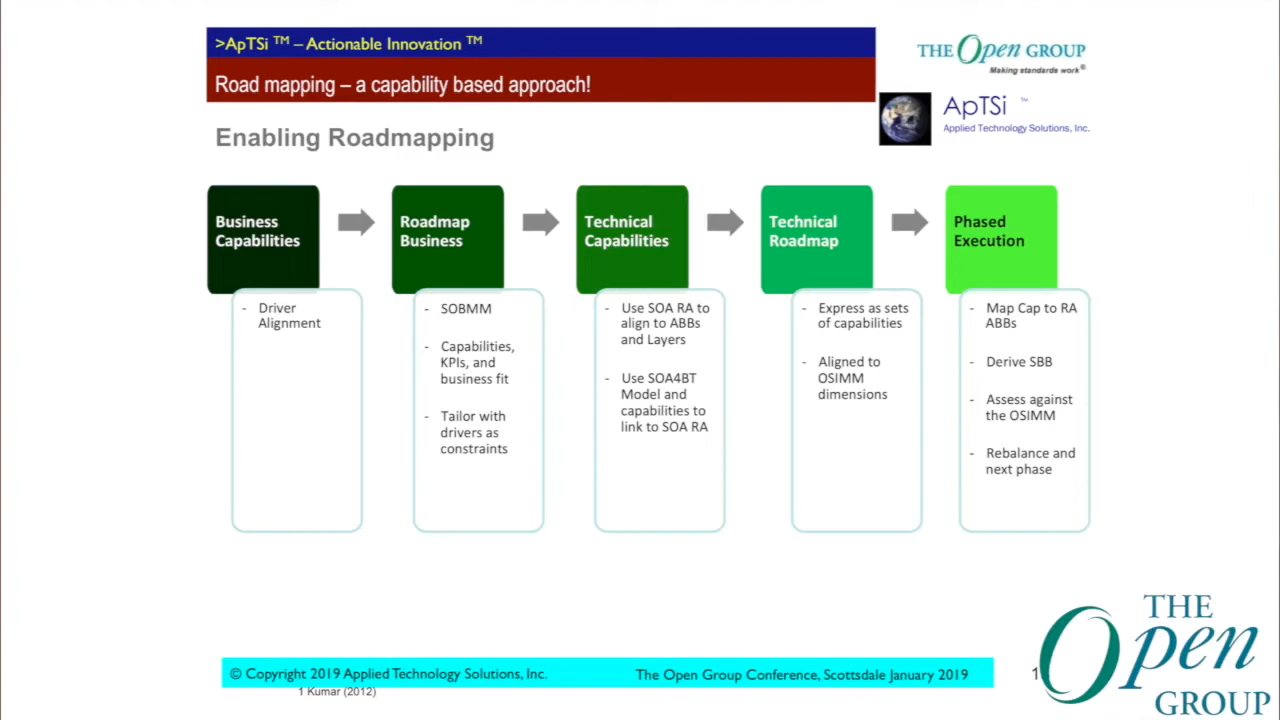 >ApTSi ™ – Actionable Innovation ™
Road mapping – a capability based approach!
THE Open GROUP
Making standards work®
ApTSi ™
Applied Technology Solutions, Inc.
Enabling Roadmapping
Business
Capabilities
- Driver
Alignment
Roadmap
Business
- SOBMM
- Capabilities,
KPIs, and
business fit
- Tailor with
drivers as
constraints
Technical
Capabilities
- Use SOA RA to
align to ABBs
and Layers
- Use SOA4BT
Model and
capabilities to
link to SOA RA
Technical
Roadmap
- Express as sets
of capabilities
- Aligned to
OSIMM
dimensions
Phased
Execution
- Map Cap to RA
ABBs
- Derive SBB
- Assess against
the OSIMM
- Rebalance and
next phase
© Copyright 2019 Applied Technology Solutions, Inc.
The Open Group Conference, Scottsdale January 2019
1 Kumar (2012)
THE
Open
GROUP